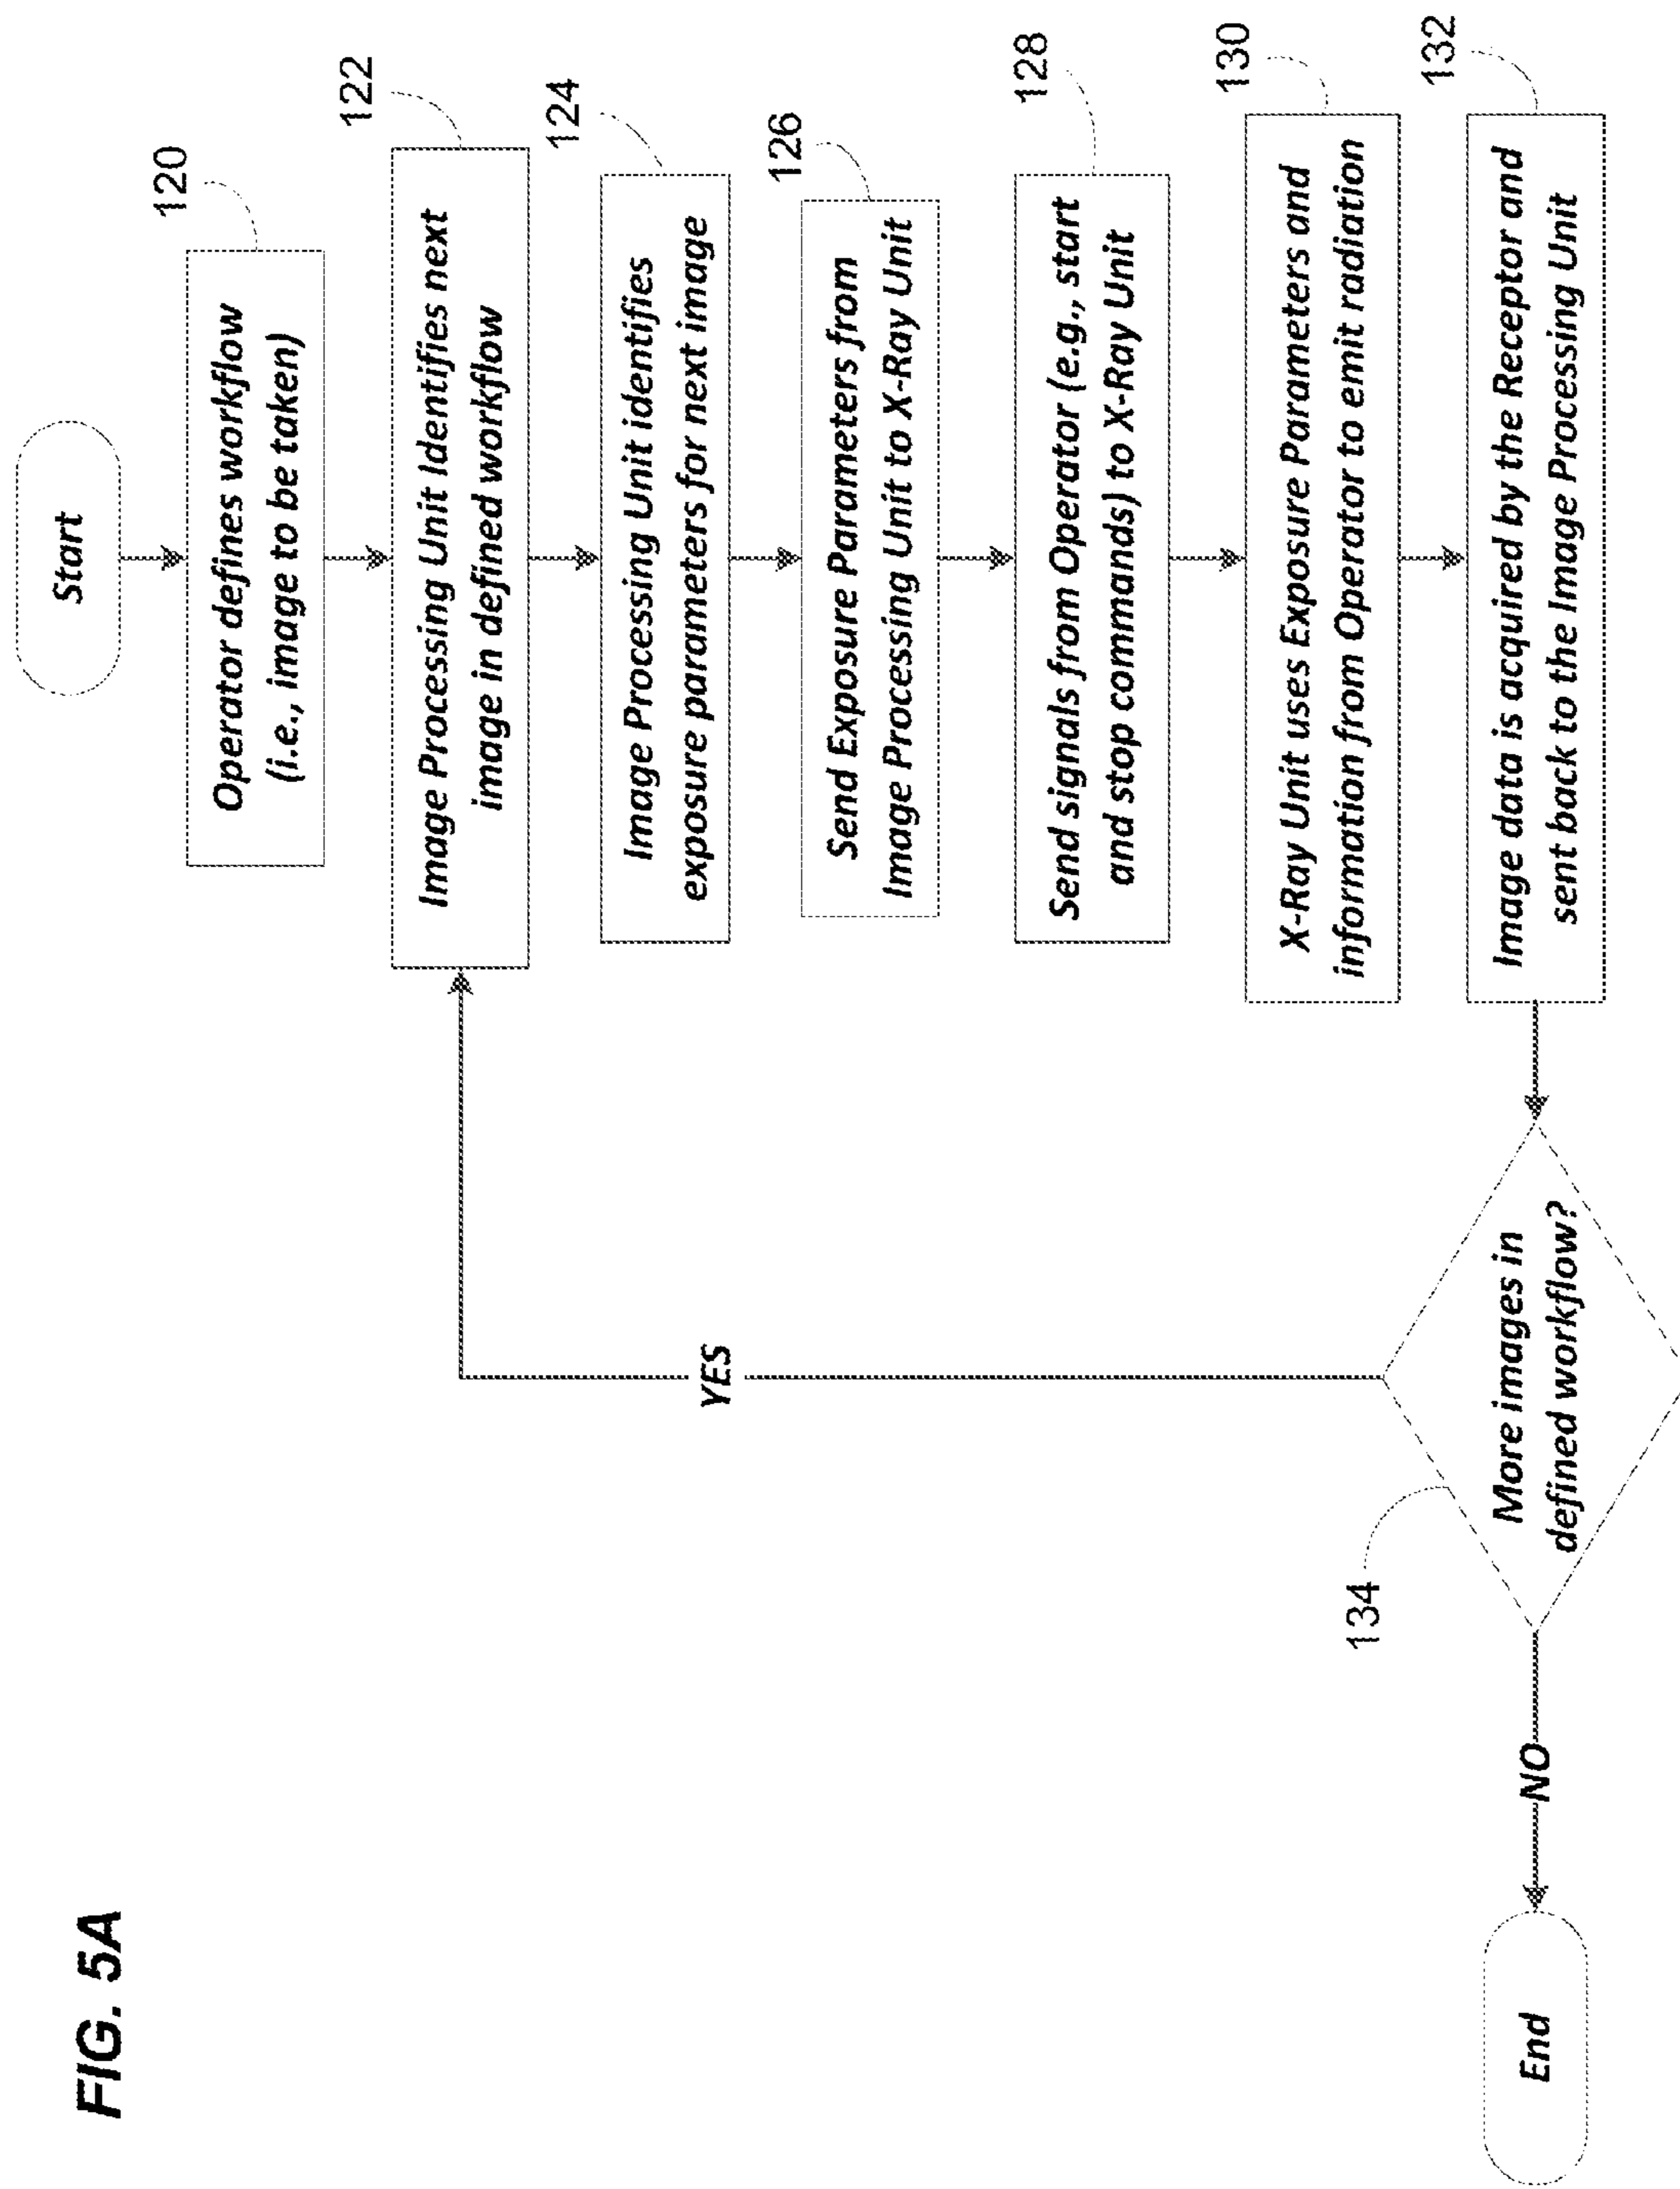 FIG. 5A
Start
120
Operator defines workflow
(i.e., image to be taken)
122
Image Processing Unit Identifies next
image in defined workflow
124
Image Processing Unit identifies
exposure parameters for next image
126
Send Exposure Parameters from
Image Processing Unit to X-Ray Unit
128
Send signals from Operator (e.g., start
and stop commands) to X-Ray Unit
130
X-Ray Unit uses Exposure Parameters and
information from Operator to emit radiation
132
Image data is acquired by the Receptor and
sent back to the Image Processing Unit
134
More images in
defined workflow?
YES
NO
End